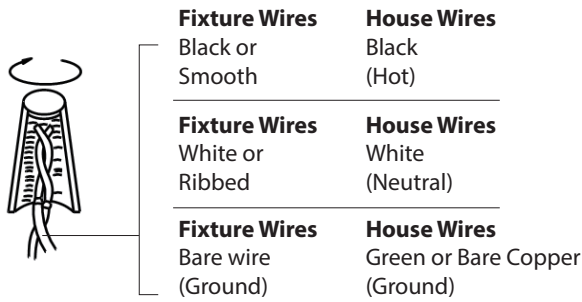 Fixture Wires House Wires
Black or Black
Smooth (Hot)
Fixture Wires House Wires
White or White
Ribbed (Neutral)
Fixture Wires House Wires
Bare wire Green or Bare Copper
(Ground) (Ground)